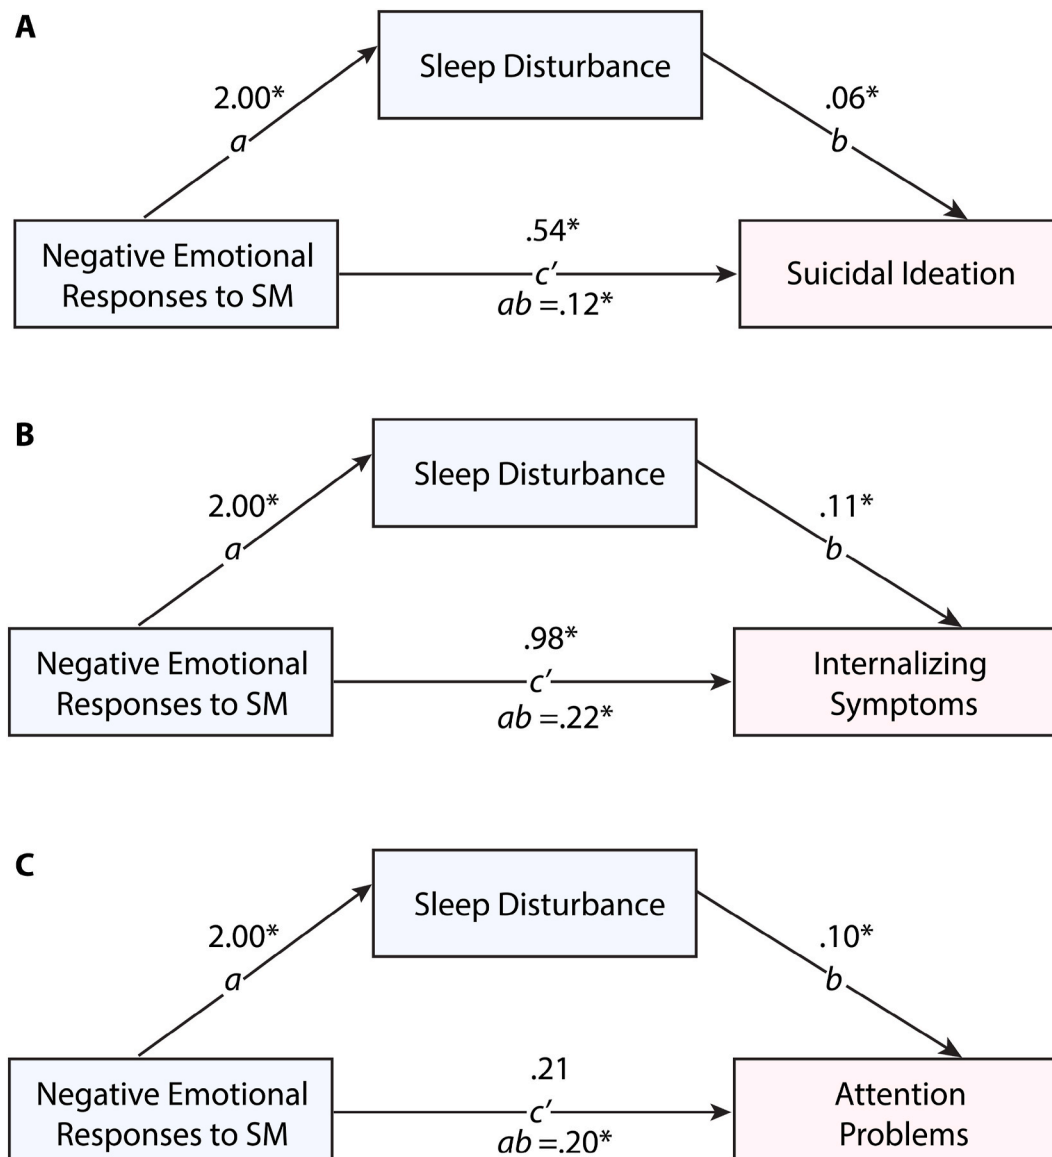 A
Sleep Disturbance
2.00*
a
.06*
b
Negative Emotional
Responses to SM
.54*
c′
ab =.12*
Suicidal Ideation
B
Sleep Disturbance
2.00*
a
.11*
b
Negative Emotional
Responses to SM
.98*
c′
ab =.22*
Internalizing
Symptoms
C
Sleep Disturbance
2.00*
a
.10*
b
Negative Emotional
Responses to SM
.21
c′
ab =.20*
Attention
Problems